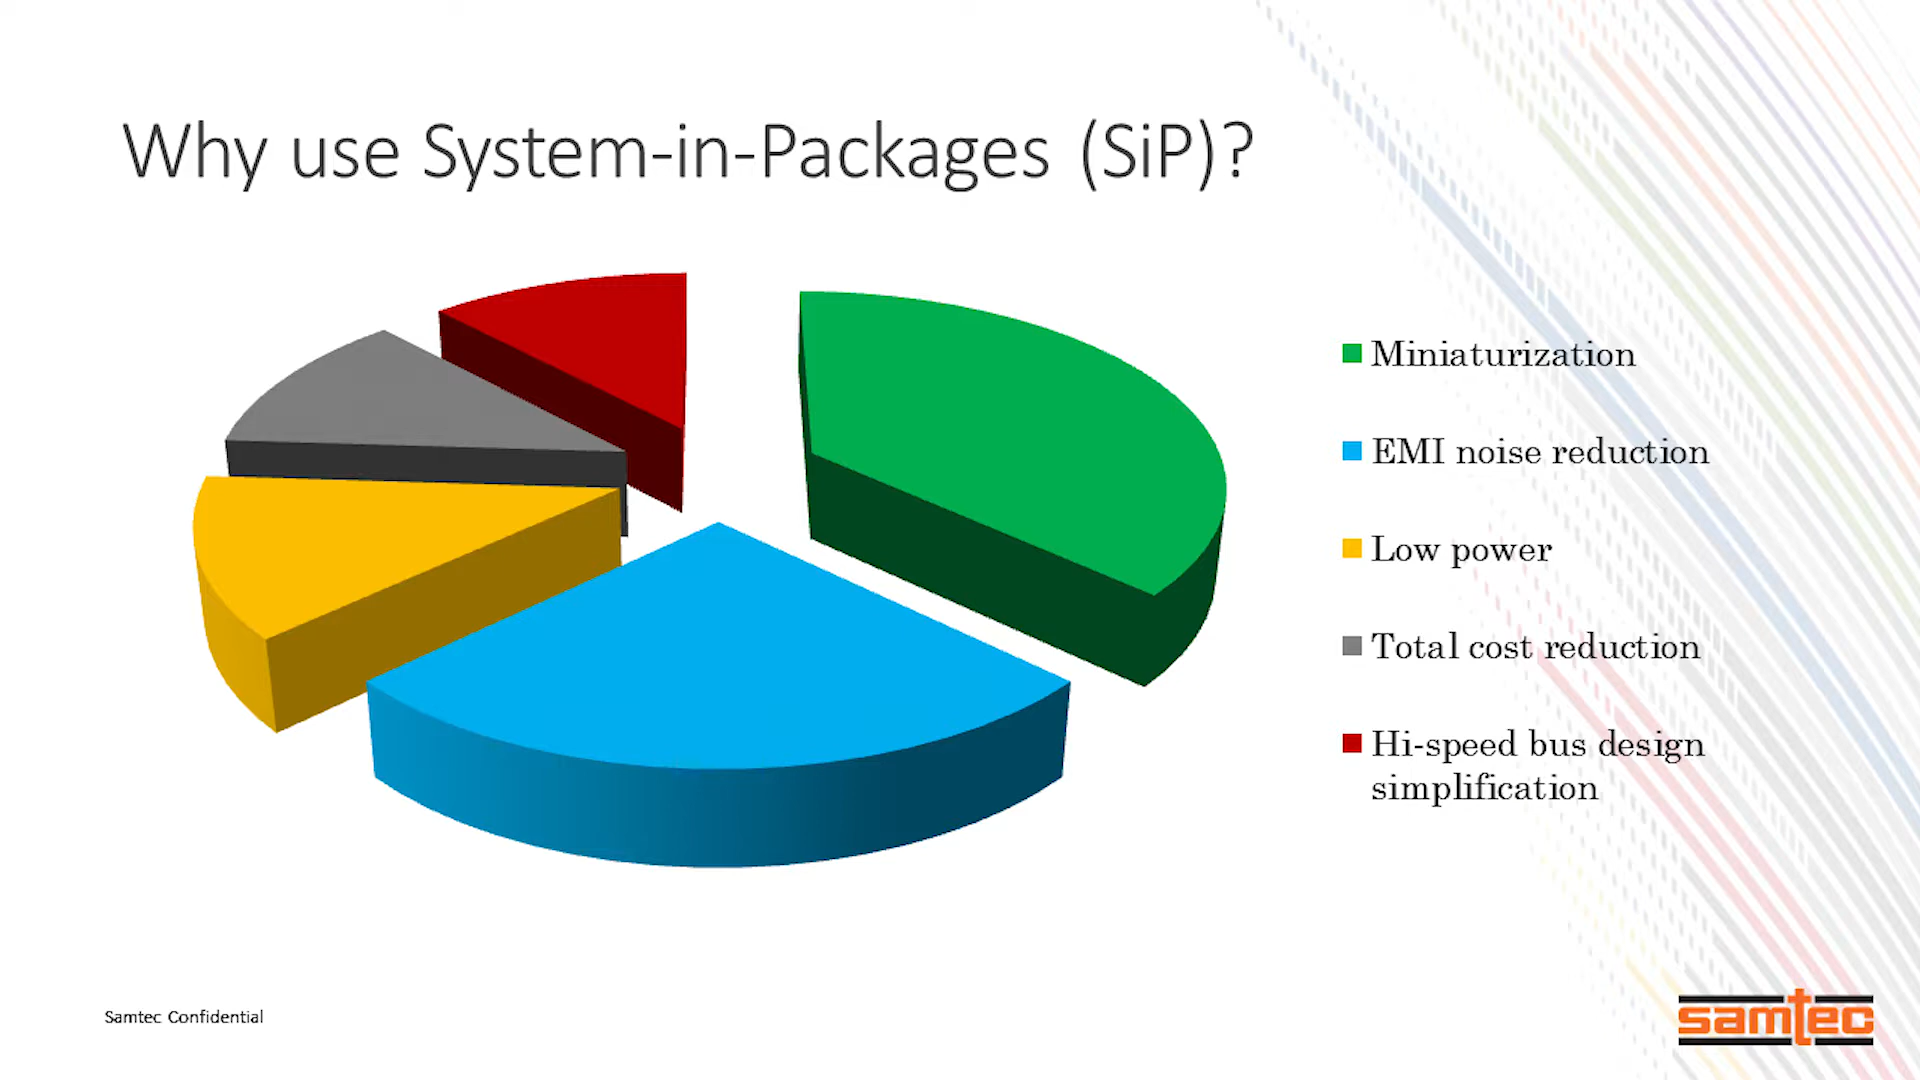 Why use System-in-Packages (SiP)?
Miniaturization
EMI noise reduction
Low power
Total cost reduction
Hi-speed bus design
simplification
Samtec Confidential
samtec